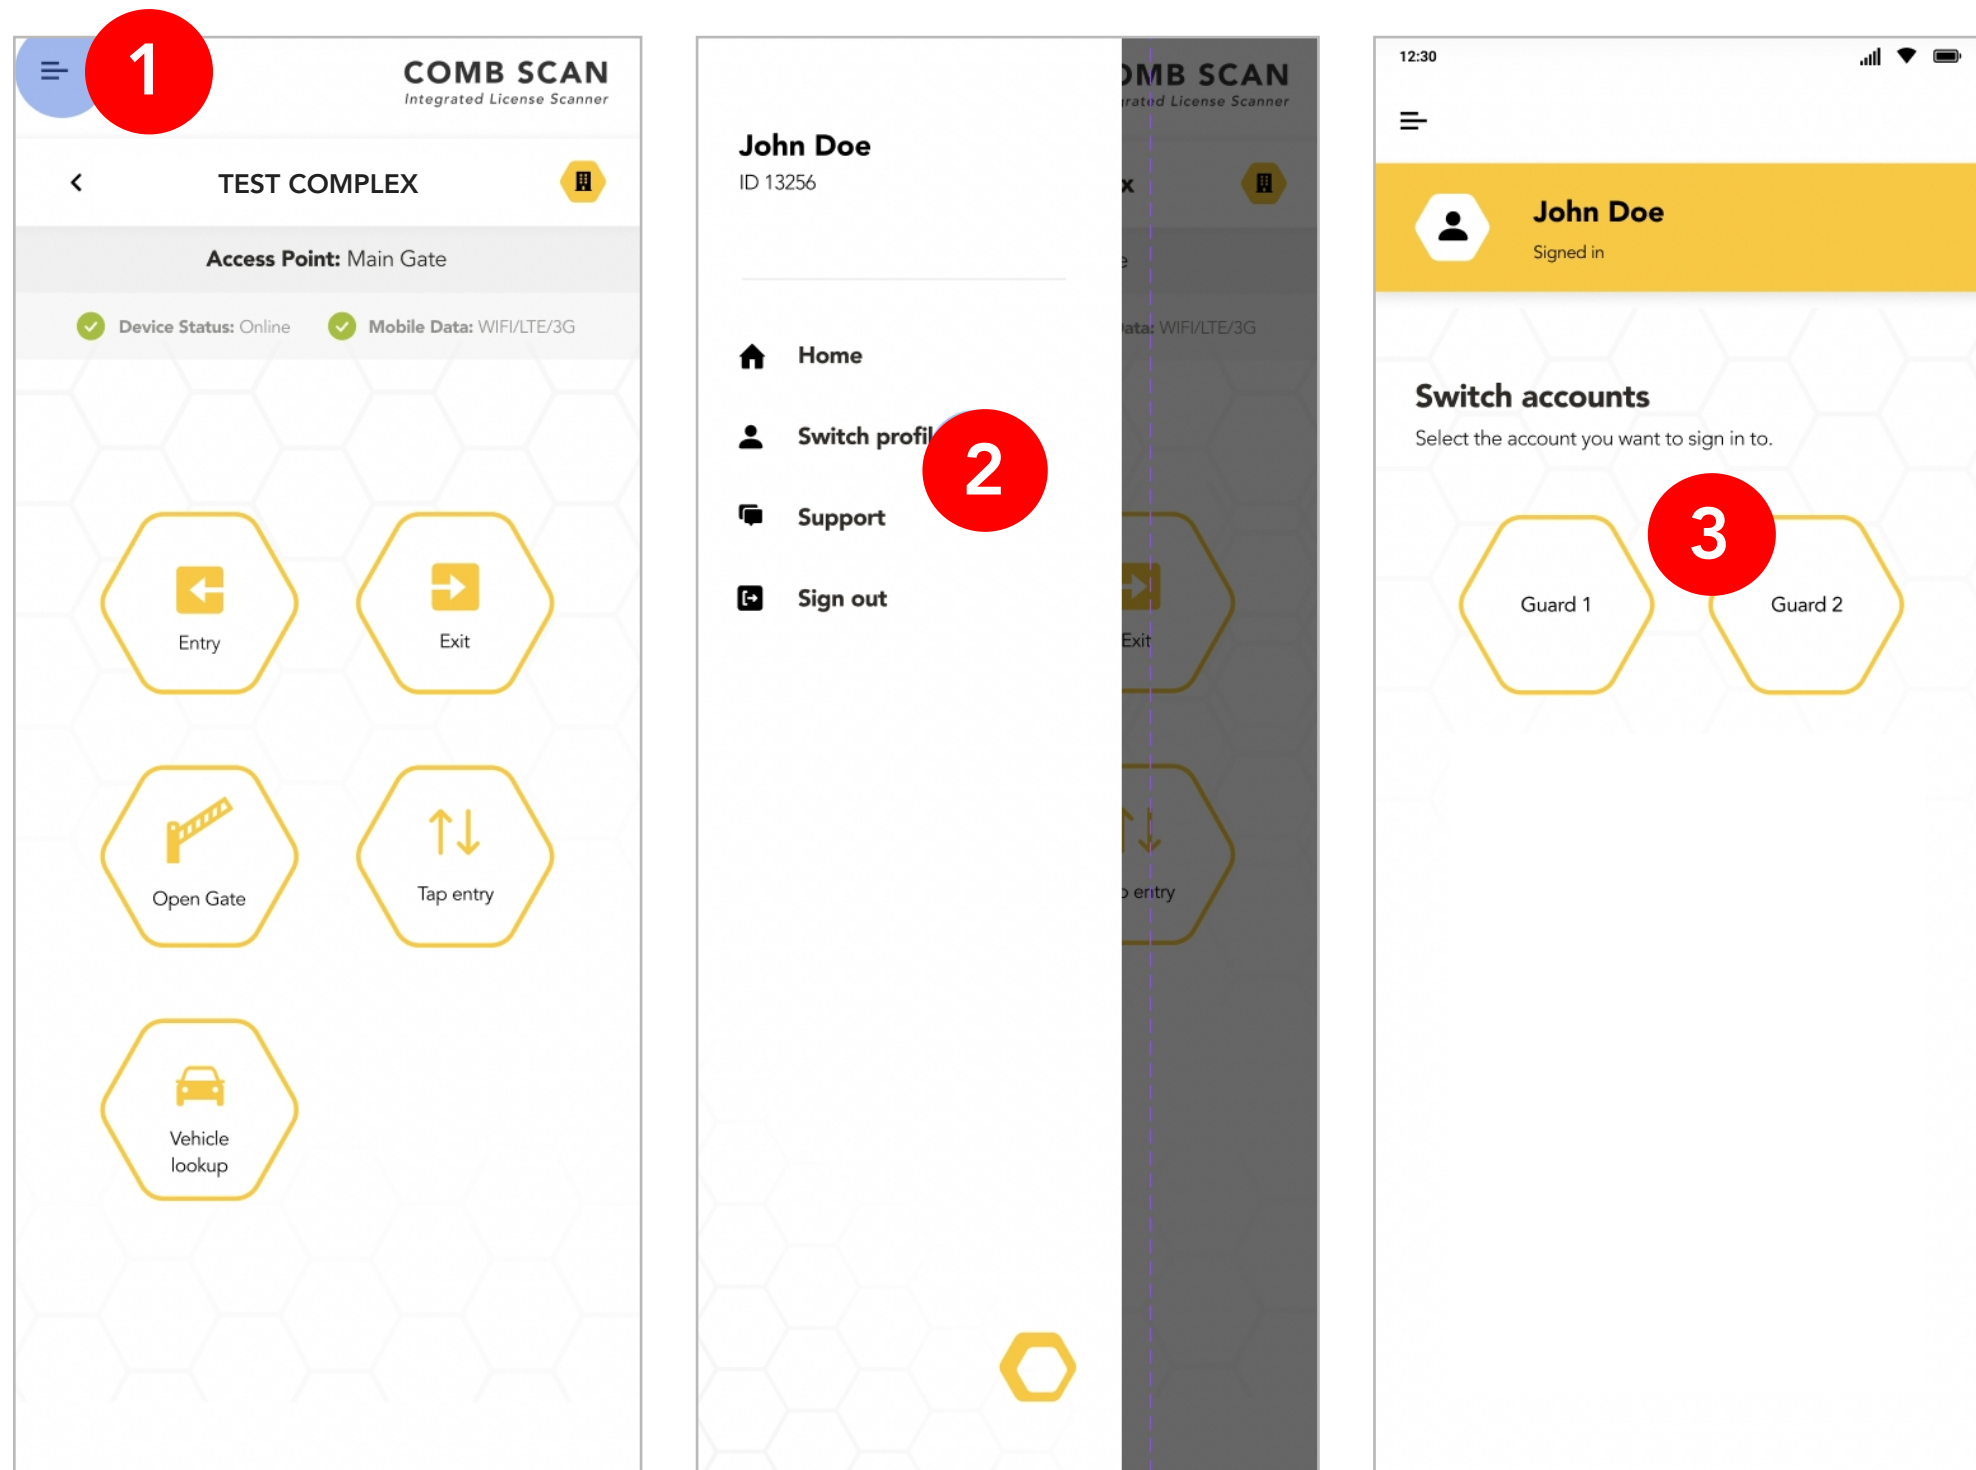 1
COMB SCAN
Integrated License Scanner
TEST COMPLEX
Access Point: Main Gate
Device Status: Online
Mobile Data: WIFI/LTE/3G
Entry
Exit
Open Gate
Tap entry
Vehicle
lookup
John Doe
ID 13256
Home
Switch profil
2
Support
Sign out
OMB SCAN
grated License Scanner
x
e
ata: WIFI/LTE/3G
Exit
p entry
12:30
John Doe
Signed in
Switch accounts
Select the account you want to sign in to.
3
Guard 1
Guard 2